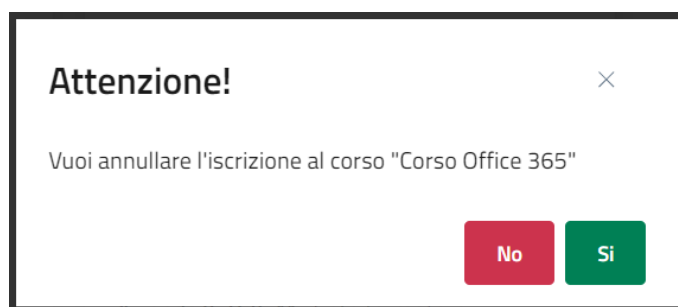 Attenzione!
Vuoi annullare l'iscrizione al corso "Corso Office 365"
No
Si